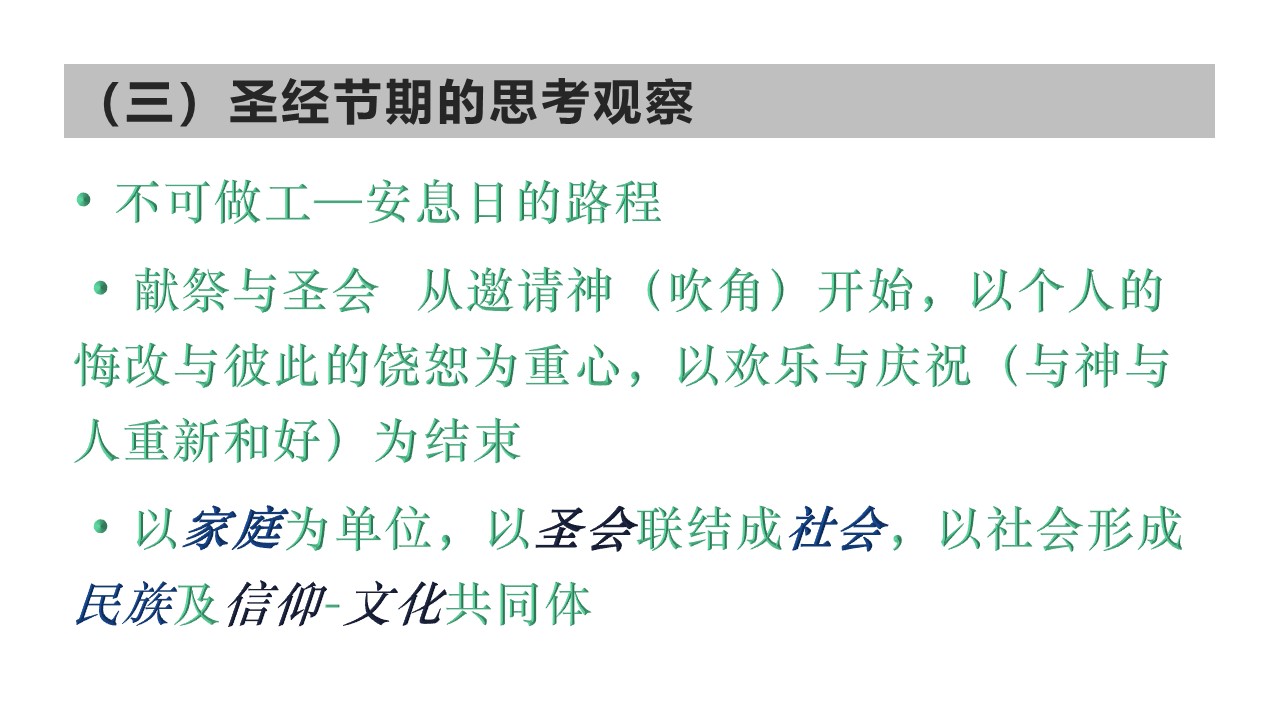 （三）圣经节期的思考观察
• 不可做工—安息日的路程
• 献祭与圣会 从邀请神（吹角）开始，以个人的
悔改与彼此的饶恕为重心，以欢乐与庆祝（与神与
人重新和好）为结束
• 以家庭为单位，以圣会联结成社会，以社会形成
民族及信仰-文化共同体